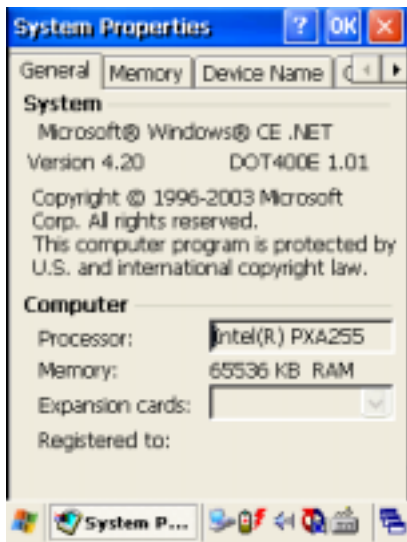 System Properties ? OK
General Memory Device Name
System
Microsoft® Windows® CE .NET
Version 4.20 DOT400E 1.01
Copyright © 1996-2003 Microsoft
Corp. All rights reserved.
This computer program is protected by
U.S. and international copyright law.
Computer
Processor: Intel(R) PXA255
Memory: 65536 KB RAM
Expansion cards:
Registered to:
System P...